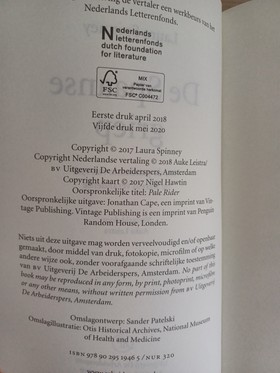 ding de vertaler een werkbeurs van het
Nederlands Letterenfonds.
Nederlands
letterenfonds
dutch foundation
for literature
FSC
MIX
Papier van
verantwoorde herkomst
FSC® C004472
Eerste druk april 2018
Vijfde druk mei 2020
Copyright © 2017 Laura Spinney
Copyright Nederlandse vertaling © 2018 Auke Leistra/
BV Uitgeverij De Arbeiderspers, Amsterdam
Copyright kaart © 2017 Nigel Hawtin
Oorspronkelijke titel: Pale Rider
Oorspronkelijke uitgave: Jonathan Cape, een imprint van Vin-
tage Publishing. Vintage Publishing is een imprint van Penguin
Random House, Londen.
Niets uit deze uitgave mag worden verveelvoudigd en/of openbaar
gemaakt, door middel van druk, fotokopie, microfilm of op welke
andere wijze ook, zonder voorafgaande schriftelijke toestemming
van BV Uitgeverij De Arbeiderspers, Amsterdam. No part of this
book may be reproduced in any form, by print, photoprint, microfilm
or any other means, without written permission from BV Uitgeverij
De Arbeiderspers, Amsterdam.
Omslagontwerp: Sander Patelski
Omslagillustratie: Otis Historical Archives, National Museum
of Health and Medicine
ISBN 978 90 295 1946 5 / NUR 320